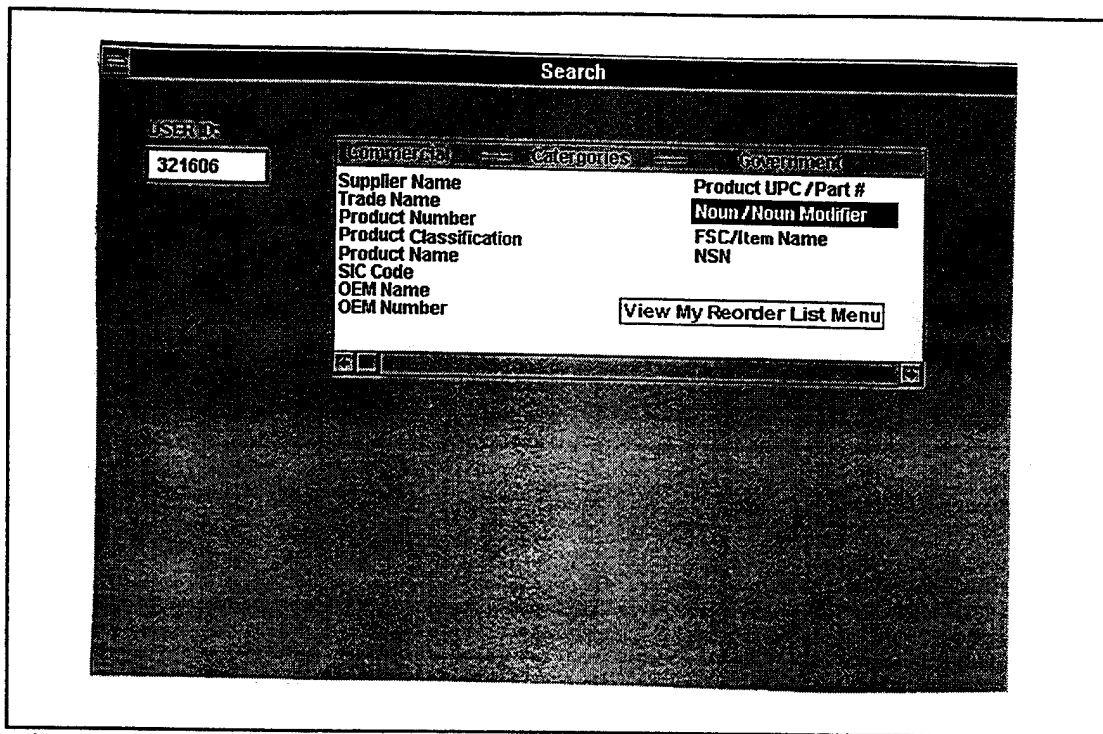 Search
USER ID:
321606
Commercial == Catergories == Government
Supplier Name
Trade Name
Product Number
Product Classification
Product Name
SIC Code
OEM Name
OEM Number
Product UPC / Part #
Noun / Noun Modifier
FSC/Item Name
NSN
View My Reorder List Menu